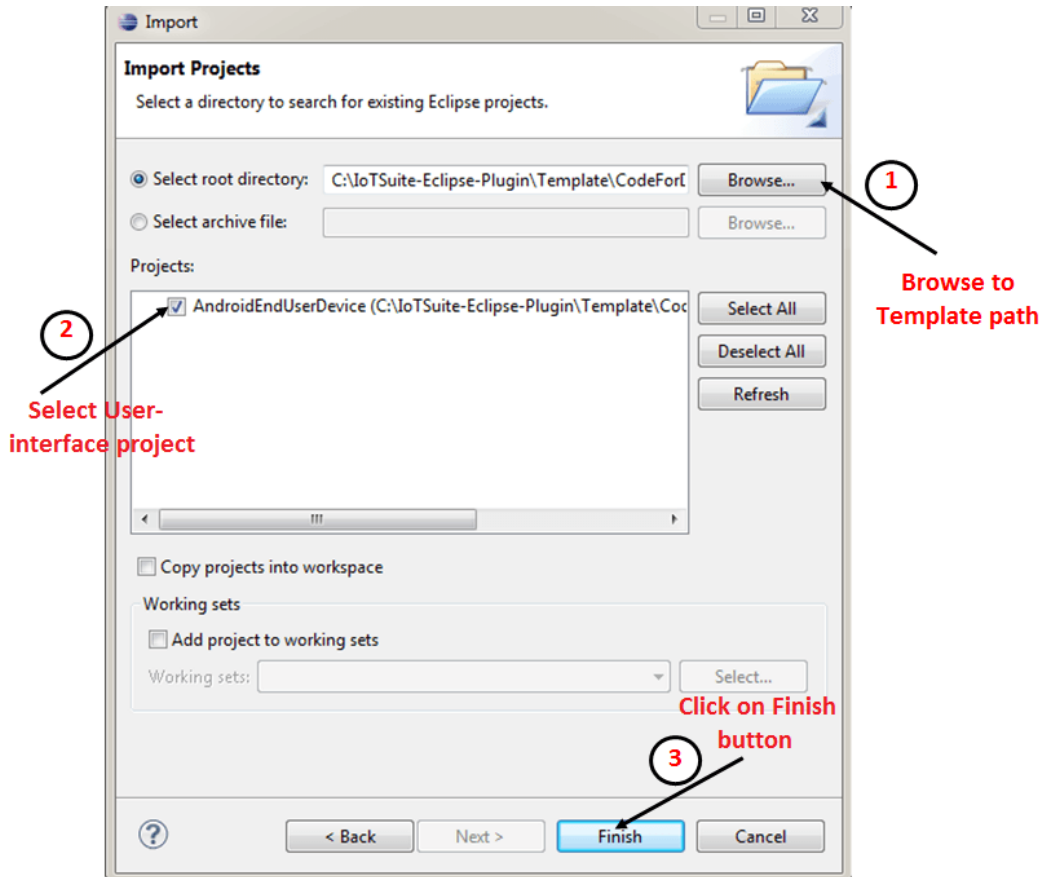 Import
Import Projects
Select a directory to search for existing Eclipse projects.
Select root directory: C:\IoTSuite-Eclipse-Plugin\Template\CodeForD Browse...
1
Select archive file: Browse...
Projects:
Browse to
Template path
AndroidEndUserDevice (C:\IoTSuite-Eclipse-Plugin\Template\Cod Select All
2
Deselect All
Refresh
Select User-
interface project
Copy projects into workspace
Working sets
Add project to working sets
Working sets: Select...
Click on Finish
button
3
? < Back Next > Finish Cancel